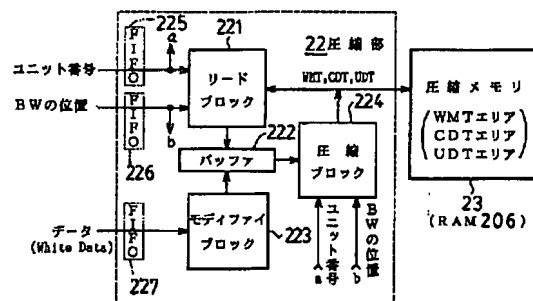 225
a
FIFO
ユニット番号
BWの位置
FIFO
226
b
データ
(White Data)
FIFO
227
221
リード
ブロック
222
バッファ
モディファイ
ブロック
223
22 圧縮部
WMT,CDT,UDT
224
圧縮
ブロック
ユニット番号
a
BWの位置
b
圧縮メモリ
WMTエリア
CDTエリア
UDTエリア
23
(RAM 206)